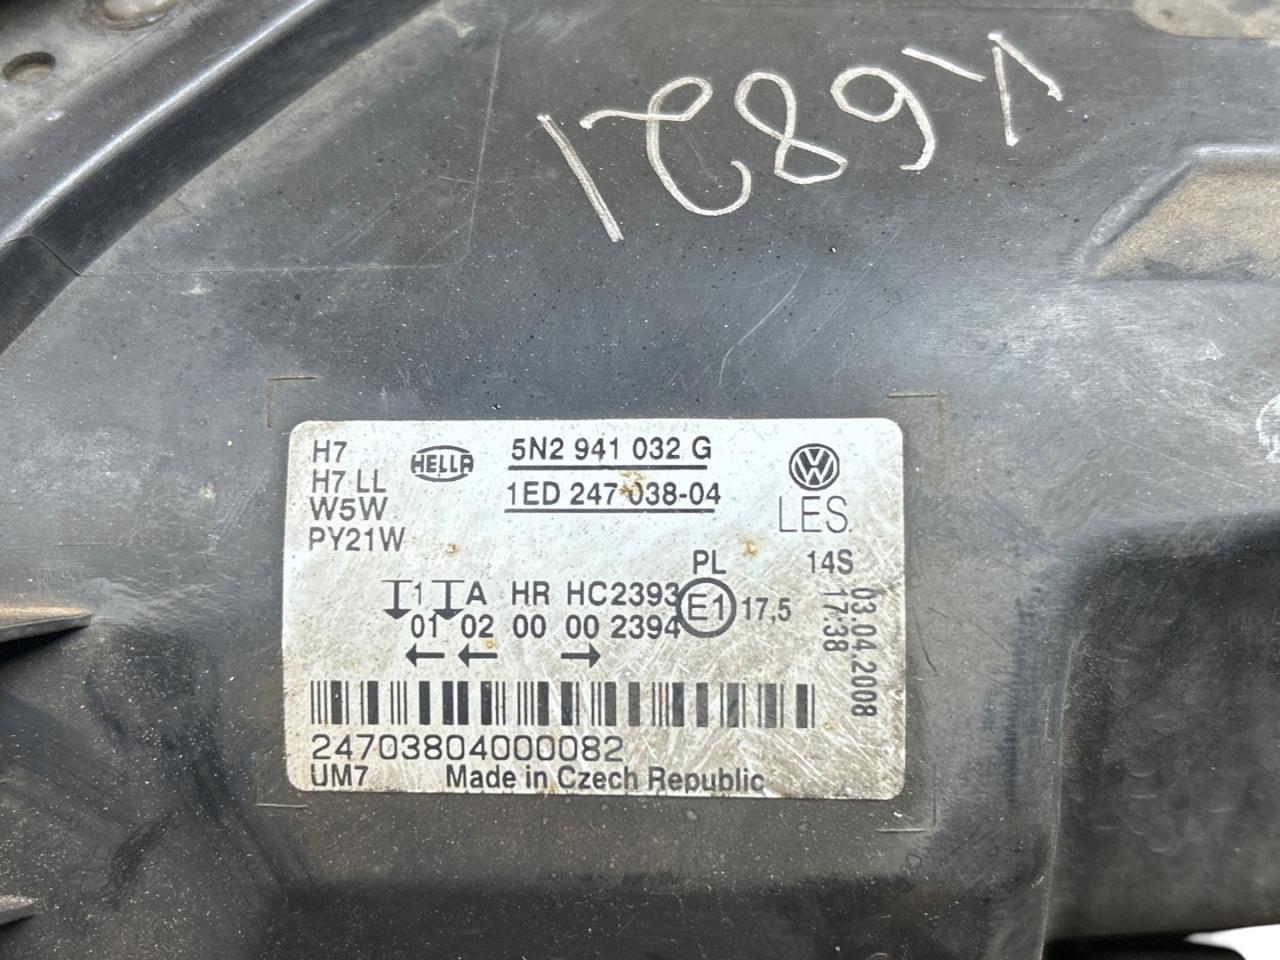 V-6821
H7
H7 LL
W5W
PY21W
HELLA
5N2 941 032 G
1ED 247 038-04
LES
PL
14S
1 A HR HC2393
E1
17,5
01 02 00 00 2394
← ← →
03.04.2008
17:38
24703804000082
UM7 Made in Czech Republic